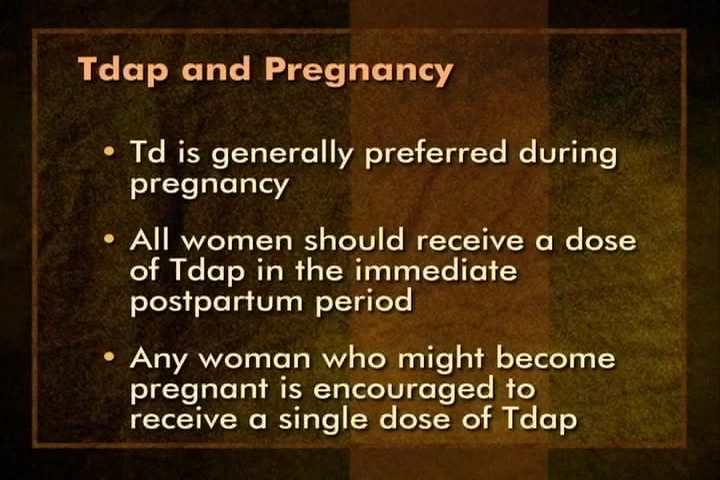 Tdap and Pregnancy
• Td is generally preferred during
pregnancy
• All women should receive a dose
of Tdap in the immediate
postpartum period
• Any woman who might become
pregnant is encouraged to
receive a single dose of Tdap